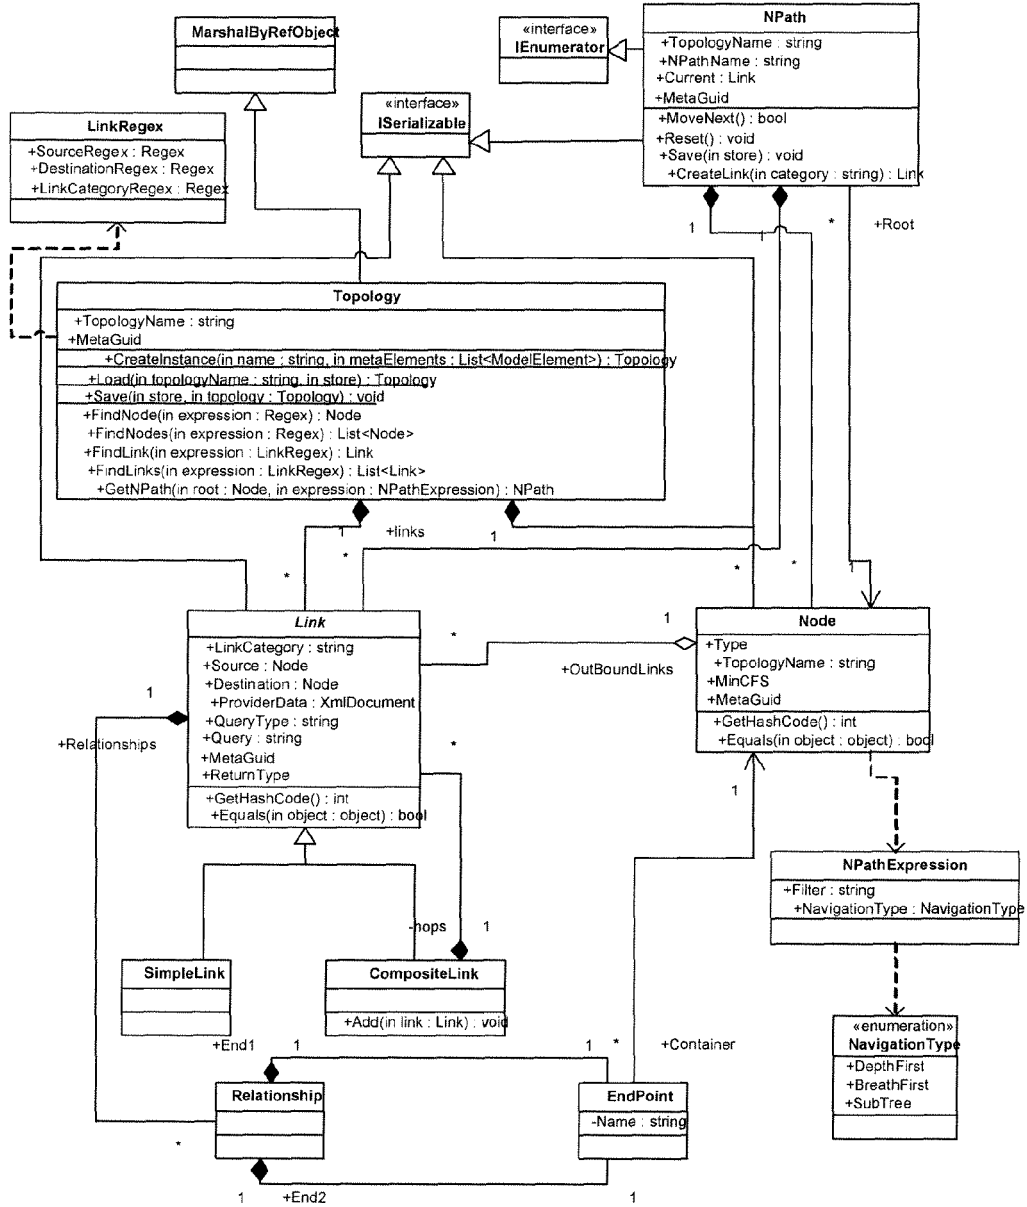 MarshalByRefObject
«interface»
IEnumerator
NPath
+TopologyName : string
+NPathName : string
+Current : Link
+MetaGuid
+MoveNext() : bool
+Reset() : void
+Save(in store) : void
+CreateLink(in category : string) : Link
«interface»
ISerializable
LinkRegex
+SourceRegex : Regex
+DestinationRegex : Regex
+LinkCategoryRegex : Regex
1
1
*
+Root
Topology
+TopologyName : string
+MetaGuid
+CreateInstance(in name : string, in metaElements : List<ModelElement>) : Topology
+Load(in topologyName : string, in store) : Topology
+Save(in store, in topology : Topology) : void
+FindNode(in expression : Regex) : Node
+FindNodes(in expression : Regex) : List<Node>
+FindLink(in expression : LinkRegex) : Link
+FindLinks(in expression : LinkRegex) : List<Link>
+GetNPath(in root : Node, in expression : NPathExpression) : NPath
1
+links
1
*
*
*
*
1
Link
+LinkCategory : string
+Source : Node
+Destination : Node
+ProviderData : XmlDocument
+QueryType : string
+Query : string
+MetaGuid
+ReturnType
+GetHashCode() : int
+Equals(in object : object) : bool
*
1
+OutBoundLinks
Node
+Type
+TopologyName : string
+MinCFS
+MetaGuid
+GetHashCode() : int
+Equals(in object : object) : bool
1
+Relationships
*
1
NPathExpression
+Filter : string
+NavigationType : NavigationType
-hops
1
SimpleLink
CompositeLink
+Add(in link : Link) : void
«enumeration»
NavigationType
+DepthFirst
+BreathFirst
+SubTree
+End1
1
1
*
+Container
Relationship
EndPoint
-Name : string
*
1
+End2
1